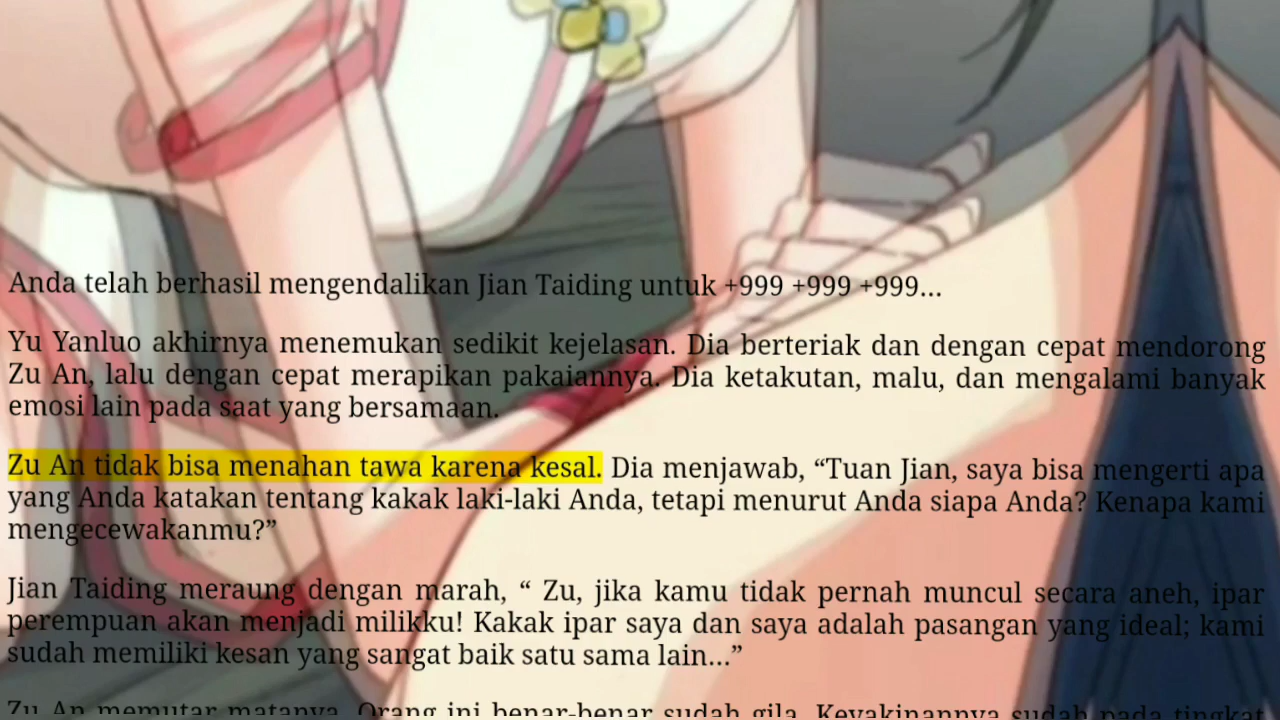 Anda telah berhasil mengendalikan Jian Taiding untuk +999 +999 +999...
Yu Yanluo akhirnya menemukan sedikit kejelasan. Dia berteriak dan dengan cepat mendorong
Zu An, lalu dengan cepat merapikan pakaiannya. Dia ketakutan, malu, dan mengalami banyak
emosi lain pada saat yang bersamaan.
Zu An tidak bisa menahan tawa karena kesal. Dia menjawab, “Tuan Jian, saya bisa mengerti apa
yang Anda katakan tentang kakak laki-laki Anda, tetapi menurut Anda siapa Anda? Kenapa kami
mengecewakanmu?”
Jian Taiding meraung dengan marah, “ Zu, jika kamu tidak pernah muncul secara aneh, ipar
perempuan akan menjadi milikku! Kakak ipar saya dan saya adalah pasangan yang ideal; kami
sudah memiliki kesan yang sangat baik satu sama lain...”
Zu An memutar matanya. Orang ini benar-benar sudah gila. Keyakinannya sudah pada tingkat